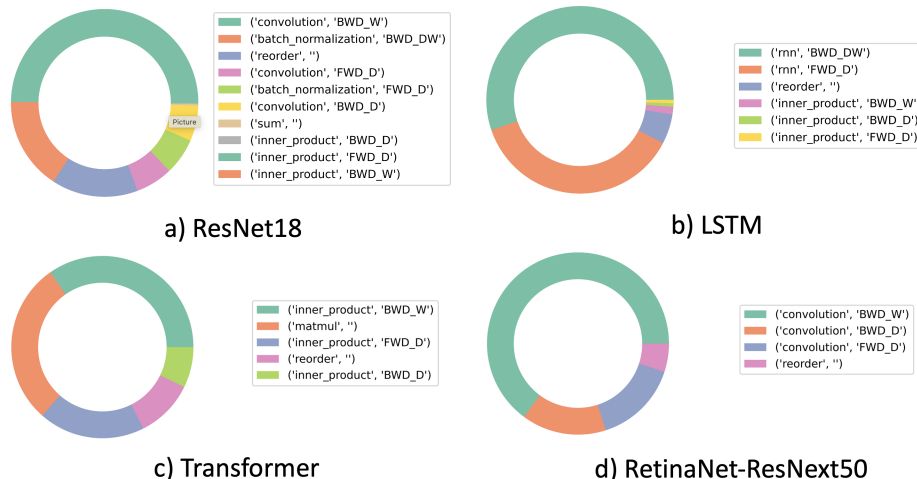 ('convolution', 'BWD_W')
('batch_normalization', 'BWD_DW')
('reorder', '')
('convolution', 'FWD_D')
('batch_normalization', 'FWD_D')
('convolution', 'BWD_D')
('sum', '')
('inner_product', 'BWD_D')
('inner_product', 'FWD_D')
('inner_product', 'BWD_W')
Picture
a) ResNet18
('rnn', 'BWD_DW')
('rnn', 'FWD_D')
('reorder', '')
('inner_product', 'BWD_W'
('inner_product', 'BWD_D')
('inner_product', 'FWD_D')
b) LSTM
('inner_product', 'BWD_W')
('matmul', '')
('inner_product', 'FWD_D')
('reorder', '')
('inner_product', 'BWD_D')
c) Transformer
('convolution', 'BWD_W')
('convolution', 'BWD_D')
('convolution', 'FWD_D')
('reorder', '')
d) RetinaNet-ResNext50